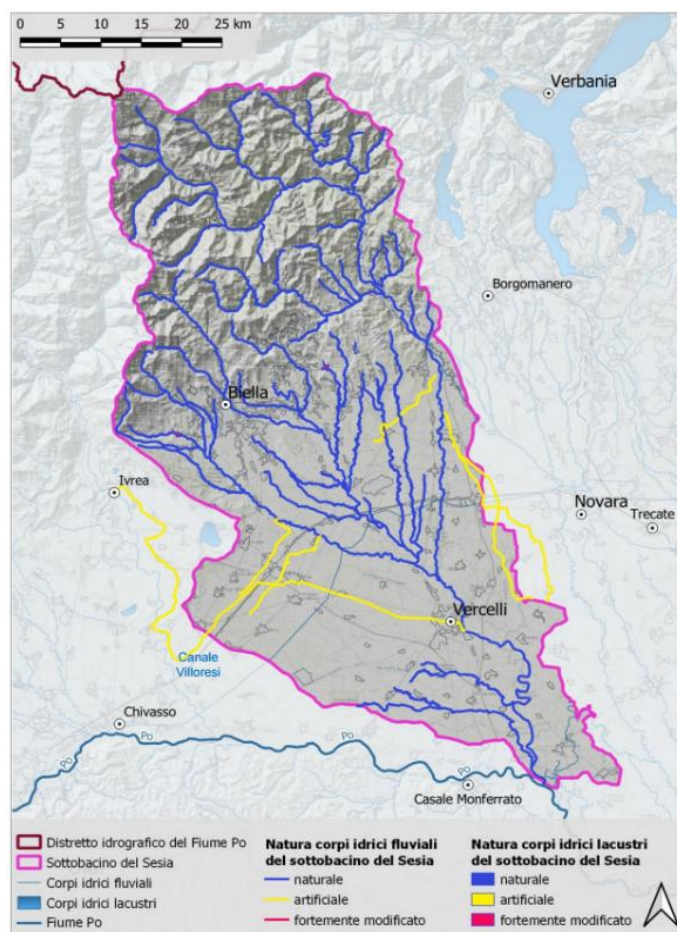 0 5 10 15 20 25 km
Verbania
Borgomanero
Biella
Ivrea
Novara
Trecate
Vercelli
Canale
Villoresi
Chivasso
Po
Po
Po
Po
Casale Monferrato
Distretto idrografico del Fiume Po
Sottobacino del Sesia
Corpi idrici fluviali
Corpi idrici lacustri
Fiume Po
Natura corpi idrici fluviali
del sottobacino del Sesia
naturale
artificiale
fortemente modificato
Natura corpi idrici lacustri
del sottobacino del Sesia
naturale
artificiale
fortemente modificato